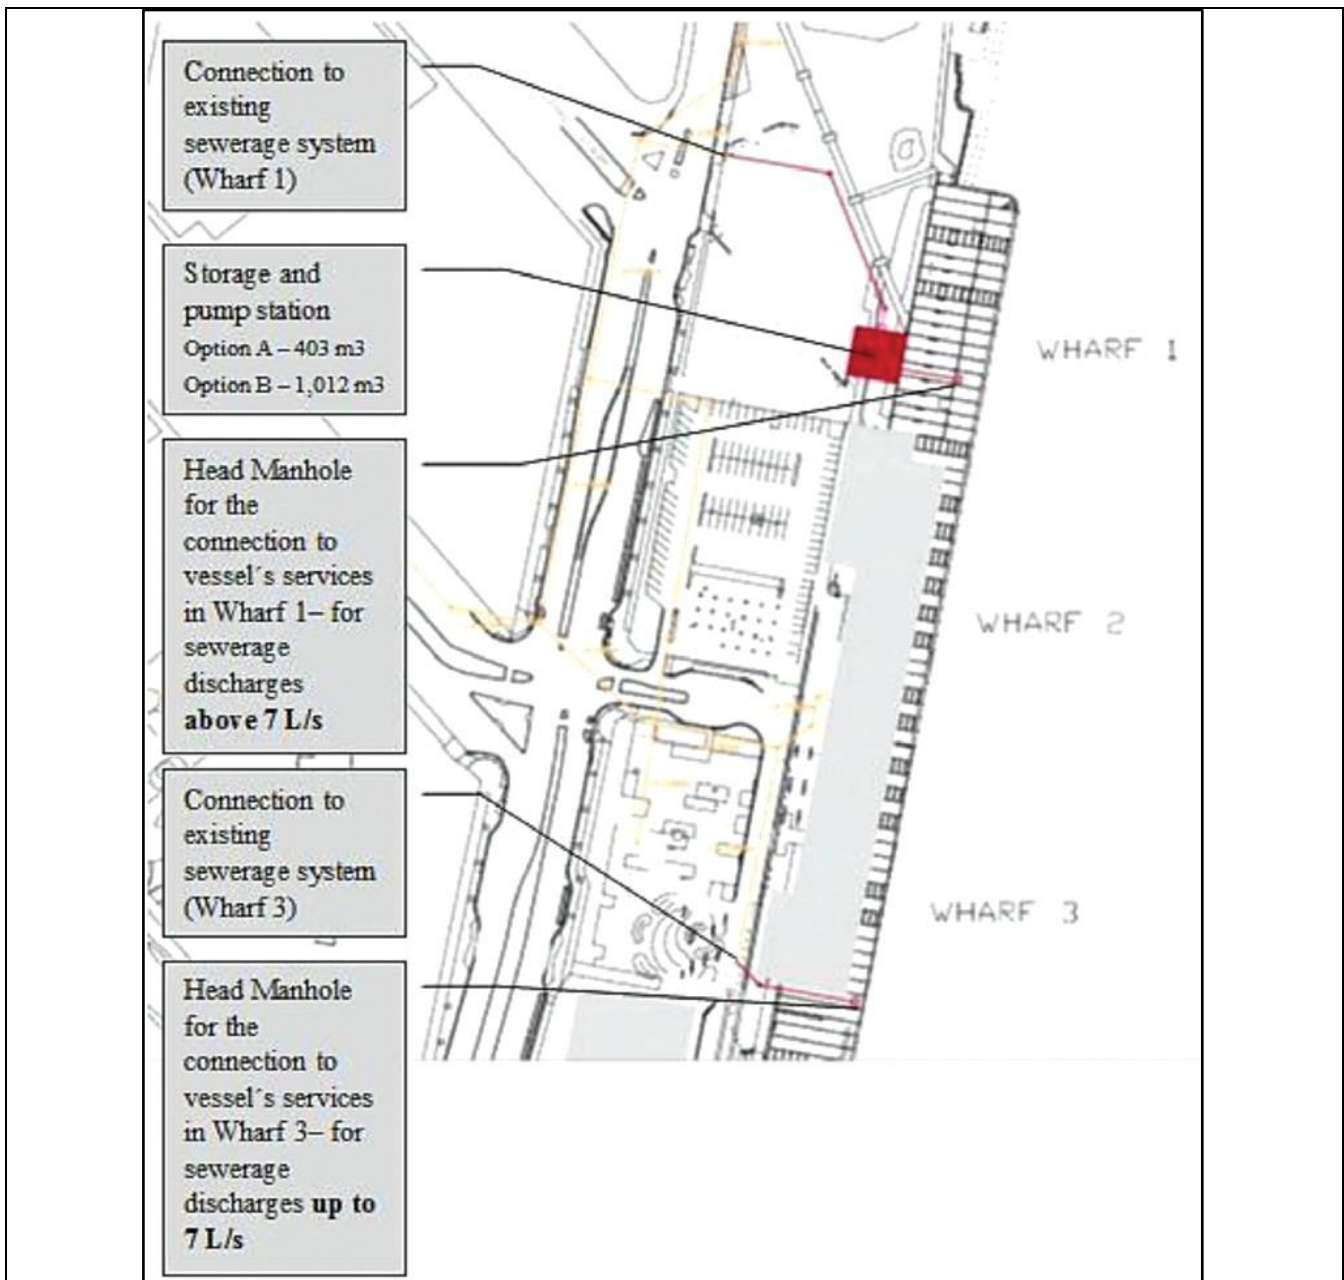 Connection to
existing
sewerage system
(Wharf 1)
Storage and
pump station
Option A – 403 m3
Option B – 1,012 m3
Head Manhole
for the
connection to
vessel´s services
in Wharf 1– for
sewerage
discharges
above 7 L/s
Connection to
existing
sewerage system
(Wharf 3)
Head Manhole
for the
connection to
vessel´s services
in Wharf 3– for
sewerage
discharges up to
7 L/s
WHARF 1
WHARF 2
WHARF 3